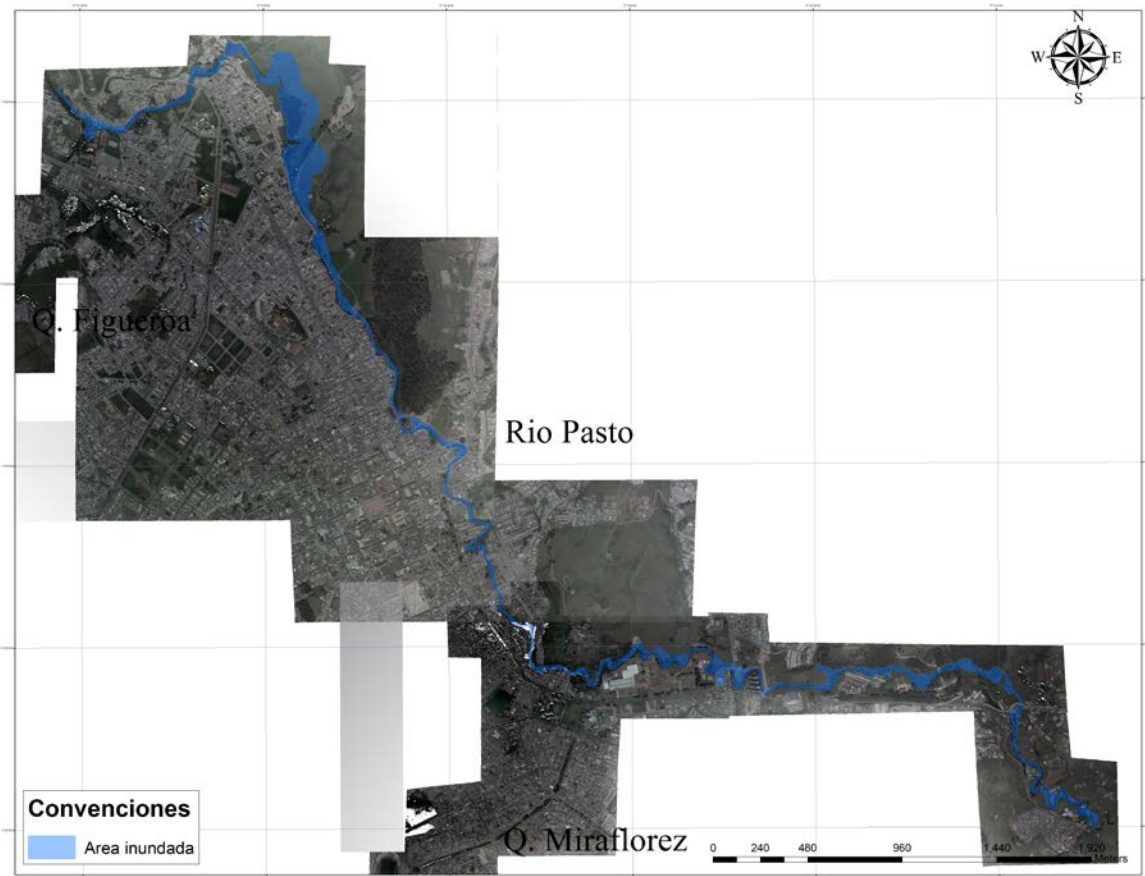 N
W E
S
Q. Figueroa
Rio Pasto
Convenciones
Area inundada
Q. Miraflorez
0 240 480 960 1,440 1,920
Meters